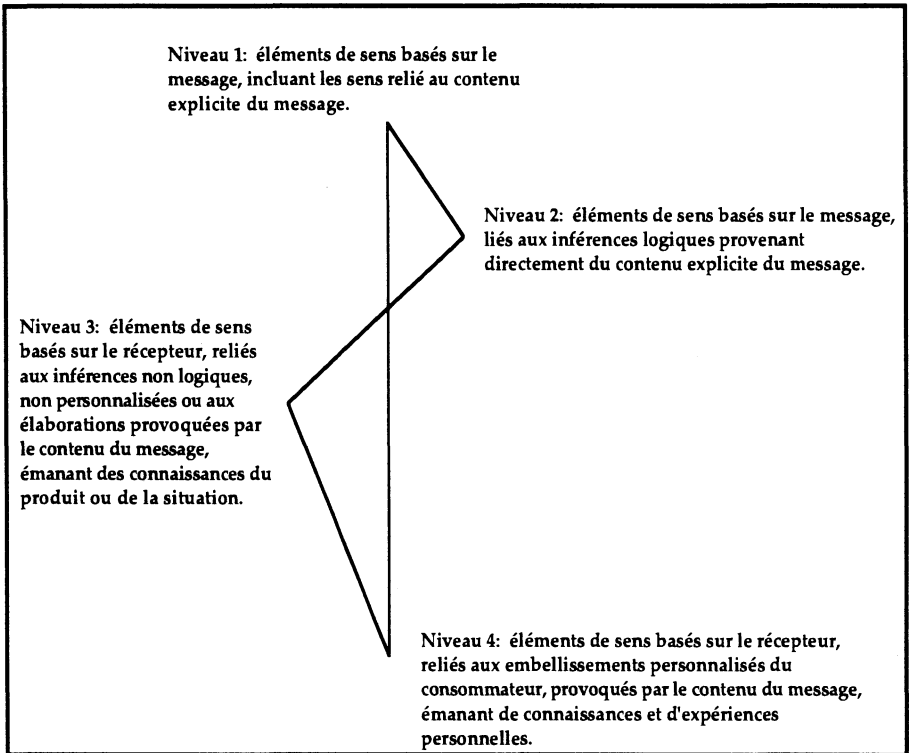 Niveau 1: éléments de sens basés sur le
message, incluant les sens relié au contenu
explicite du message.
Niveau 2: éléments de sens basés sur le message,
liés aux inférences logiques provenant
directement du contenu explicite du message.
Niveau 3: éléments de sens
basés sur le récepteur, reliés
aux inférences non logiques,
non personnalisées ou aux
élaborations provoquées par
le contenu du message,
émanant des connaissances du
produit ou de la situation.
Niveau 4: éléments de sens basés sur le récepteur,
reliés aux embellissements personnalisés du
consommateur, provoqués par le contenu du message,
émanant de connaissances et d'expériences
personnelles.